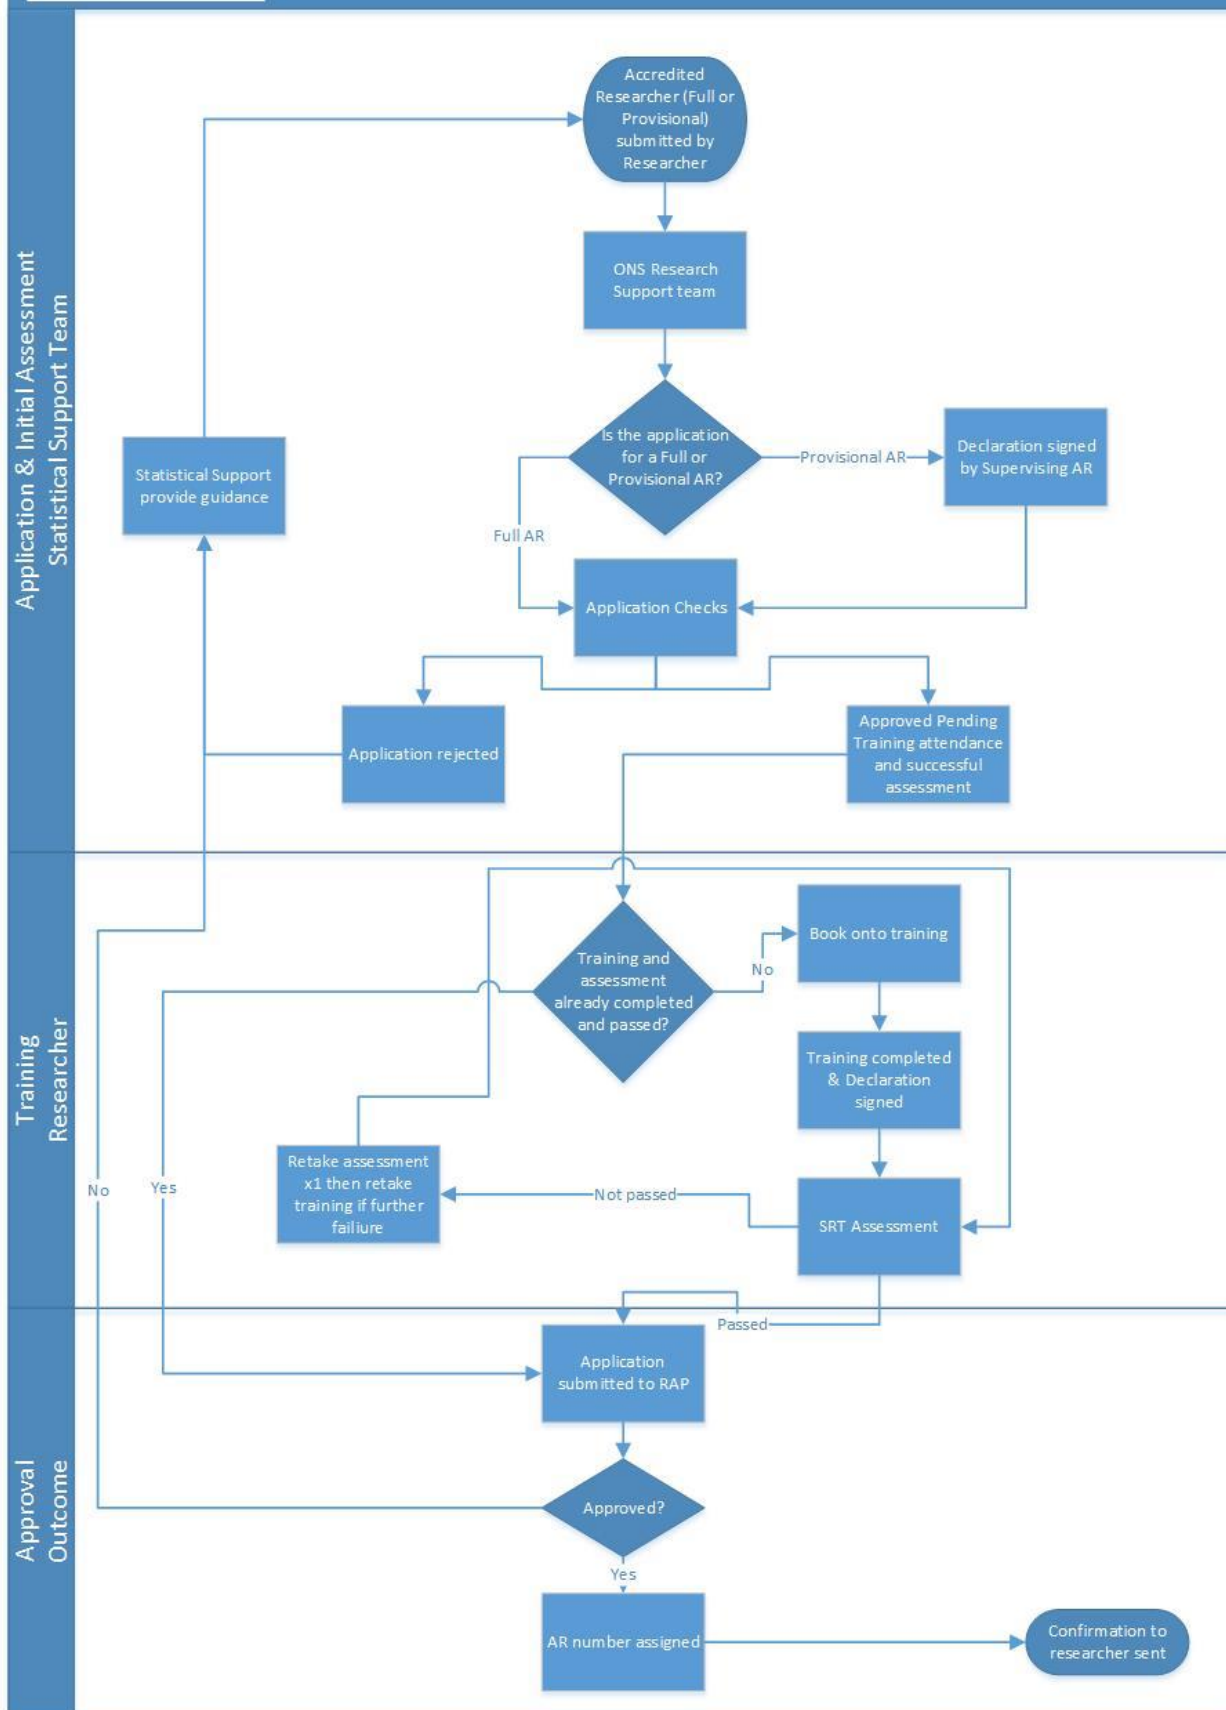 Application & Initial Assessment
Statistical Support Team
Accredited
Researcher (Full or
Provisional)
submitted by
Researcher
ONS Research
Support team
Is the application
for a Full or
Provisional AR?
Provisional AR
Declaration signed
by Supervising AR
Full AR
Statistical Support
provide guidance
Application Checks
Application rejected
Approved Pending
Training attendance
and successful
assessment
Training
Researcher
Training and
assessment
already completed
and passed?
No
Book onto training
Training completed
& Declaration
signed
Retake assessment
x1 then retake
training if further
failiure
Not passed
SRT Assessment
No
Yes
Passed
Approval
Outcome
Application
submitted to RAP
Approved?
Yes
AR number assigned
Confirmation to
researcher sent